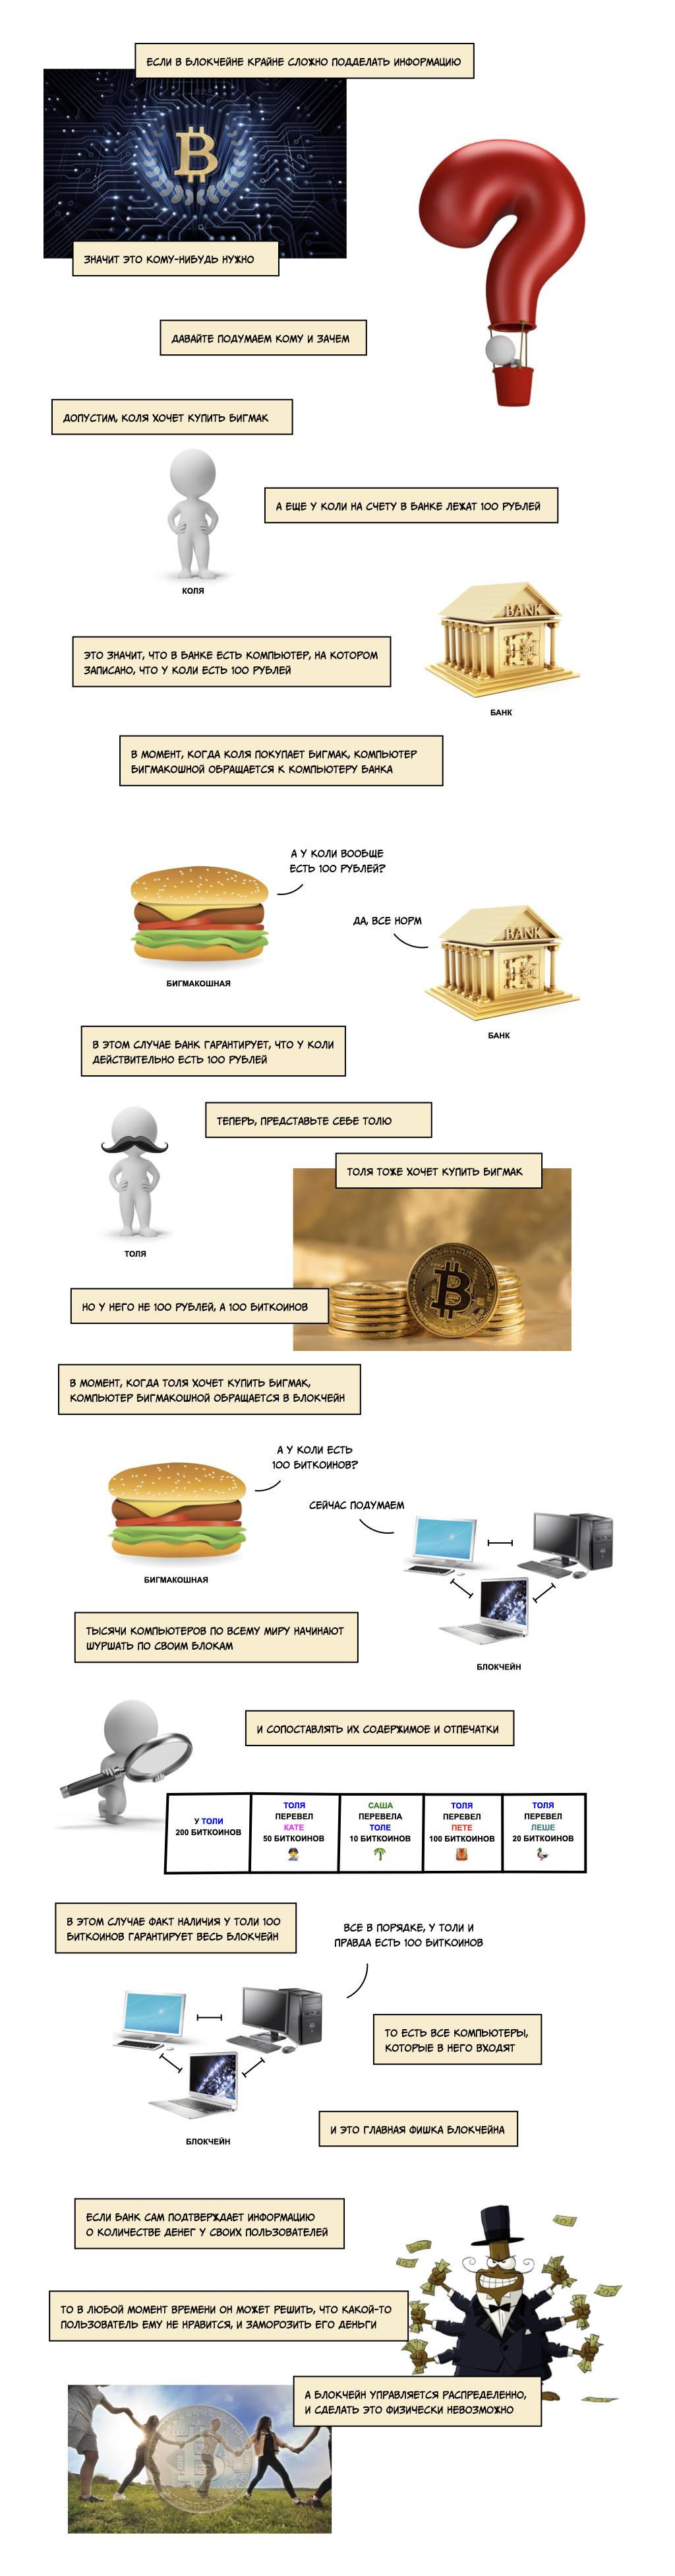 ЕСЛИ В БЛОКЧЕЙНЕ КРАЙНЕ СЛОЖНО ПОДДЕЛАТЬ ИНФОРМАЦИЮ
ЗНАЧИТ ЭТО КОМУ-НИБУДЬ НУЖНО
ДАВАЙТЕ ПОДУМАЕМ КОМУ И ЗАЧЕМ
ДОПУСТИМ, КОЛЯ ХОЧЕТ КУПИТЬ БИГМАК
А ЕЩЕ У КОЛИ НА СЧЕТУ В БАНКЕ ЛЕЖАТ 100 РУБЛЕЙ
КОЛЯ
BANK
ЭТО ЗНАЧИТ, ЧТО В БАНКЕ ЕСТЬ КОМПЬЮТЕР, НА КОТОРОМ
ЗАПИСАНО, ЧТО У КОЛИ ЕСТЬ 100 РУБЛЕЙ
БАНК
В МОМЕНТ, КОГДА КОЛЯ ПОКУПАЕТ БИГМАК, КОМПЬЮТЕР
БИГМАКОШНОЙ ОБРАЩАЕТСЯ К КОМПЬЮТЕРУ БАНКА
А У КОЛИ ВООБЩЕ
ЕСТЬ 100 РУБЛЕЙ?
ДА, ВСЕ НОРМ
BANK
БИГМАКОШНАЯ
БАНК
В ЭТОМ СЛУЧАЕ БАНК ГАРАНТИРУЕТ, ЧТО У КОЛИ
ДЕЙСТВИТЕЛЬНО ЕСТЬ 100 РУБЛЕЙ
ТЕПЕРЬ, ПРЕДСТАВЬТЕ СЕБЕ ТОЛЮ
ТОЛЯ ТОЖЕ ХОЧЕТ КУПИТЬ БИГМАК
ТОЛЯ
НО У НЕГО НЕ 100 РУБЛЕЙ, А 100 БИТКОИНОВ
В МОМЕНТ, КОГДА ТОЛЯ ХОЧЕТ КУПИТЬ БИГМАК,
КОМПЬЮТЕР БИГМАКОШНОЙ ОБРАЩАЕТСЯ В БЛОКЧЕЙН
А У КОЛИ ЕСТЬ
100 БИТКОИНОВ?
СЕЙЧАС ПОДУМАЕМ
БИГМАКОШНАЯ
ТЫСЯЧИ КОМПЬЮТЕРОВ ПО ВСЕМУ МИРУ НАЧИНАЮТ
ШУРШАТЬ ПО СВОИМ БЛОКАМ
БЛОКЧЕЙН
И СОПОСТАВЛЯТЬ ИХ СОДЕРЖИМОЕ И ОТПЕЧАТКИ
У ТОЛИ
200 БИТКОИНОВ
ТОЛЯ
ПЕРЕВЕЛ
КАТЕ
50 БИТКОИНОВ
САША
ПЕРЕВЕЛА
ТОЛЕ
10 БИТКОИНОВ
ТОЛЯ
ПЕРЕВЕЛ
ПЕТЕ
100 БИТКОИНОВ
ТОЛЯ
ПЕРЕВЕЛ
ЛЕШЕ
20 БИТКОИНОВ
В ЭТОМ СЛУЧАЕ ФАКТ НАЛИЧИЯ У ТОЛИ 100
БИТКОИНОВ ГАРАНТИРУЕТ ВЕСЬ БЛОКЧЕЙН
ВСЕ В ПОРЯДКЕ, У ТОЛИ И
ПРАВДА ЕСТЬ 100 БИТКОИНОВ
ТО ЕСТЬ ВСЕ КОМПЬЮТЕРЫ,
КОТОРЫЕ В НЕГО ВХОДЯТ
И ЭТО ГЛАВНАЯ ФИШКА БЛОКЧЕЙНА
БЛОКЧЕЙН
ЕСЛИ БАНК САМ ПОДТВЕРЖДАЕТ ИНФОРМАЦИЮ
О КОЛИЧЕСТВЕ ДЕНЕГ У СВОИХ ПОЛЬЗОВАТЕЛЕЙ
ТО В ЛЮБОЙ МОМЕНТ ВРЕМЕНИ ОН МОЖЕТ РЕШИТЬ, ЧТО КАКОЙ-ТО
ПОЛЬЗОВАТЕЛЬ ЕМУ НЕ НРАВИТСЯ, И ЗАМОРОЗИТЬ ЕГО ДЕНЬГИ
А БЛОКЧЕЙН УПРАВЛЯЕТСЯ РАСПРЕДЕЛЕННО,
И СДЕЛАТЬ ЭТО ФИЗИЧЕСКИ НЕВОЗМОЖНО